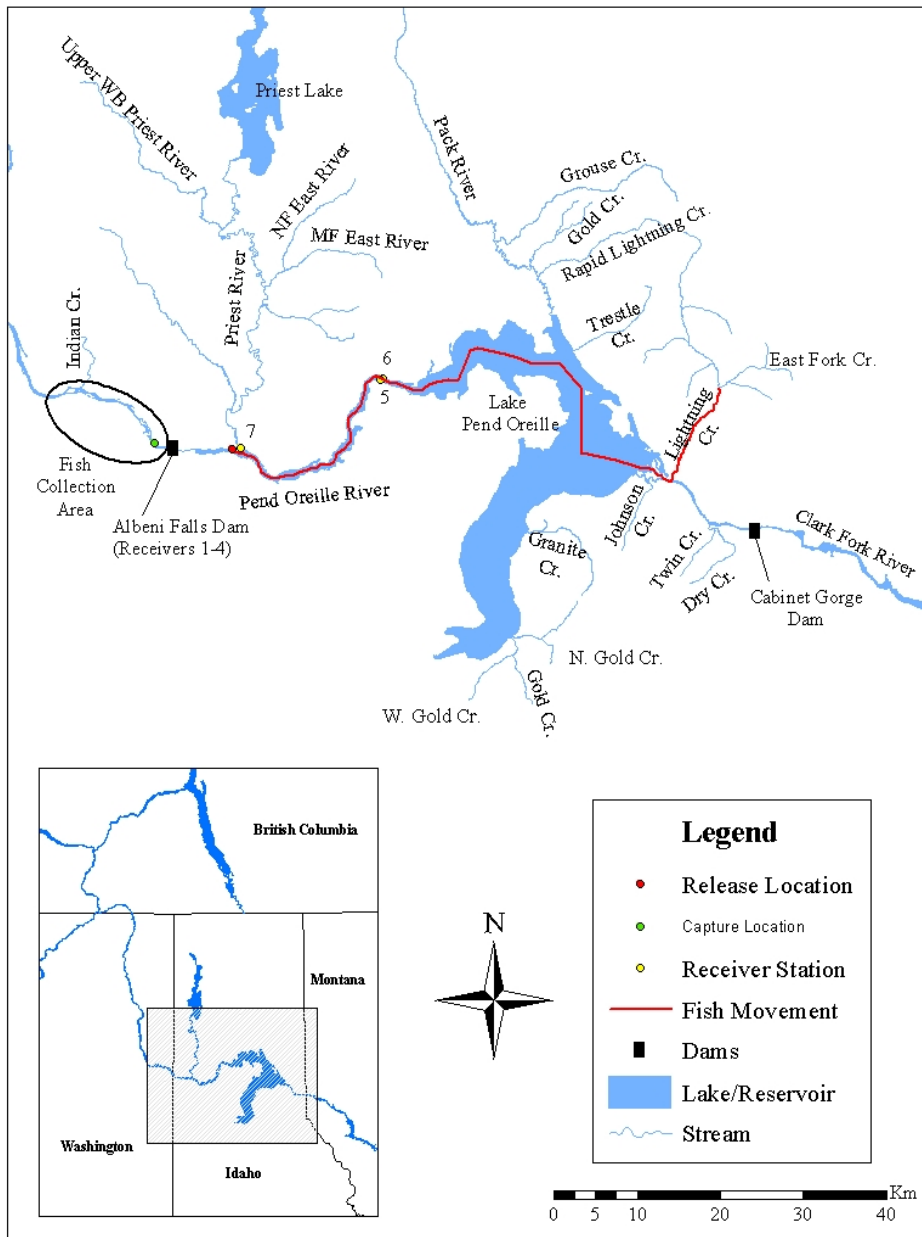 Upper WB Priest River
Priest Lake
Pack River
Grouse Cr.
Gold Cr.
Rapid Lightning Cr.
NF East River
MF East River
Priest River
Trestle
Cr.
Indian Cr.
East Fork Cr.
6
5
Lightning
Cr.
Lake
Pend Oreille
7
Fish
Collection
Area
Pend Oreille River
Albeni Falls Dam
(Receivers 1-4)
Johnson
Cr.
Granite
Cr.
Twin Cr.
Dry Cr.
Clark Fork River
Cabinet Gorge
Dam
N. Gold Cr.
Gold Cr.
W. Gold Cr.
British Columbia
Montana
Washington
Idaho
N
Legend
Release Location
Capture Location
Receiver Station
Fish Movement
Dams
Lake/Reservoir
Stream
Km
0 5 10 20 30 40